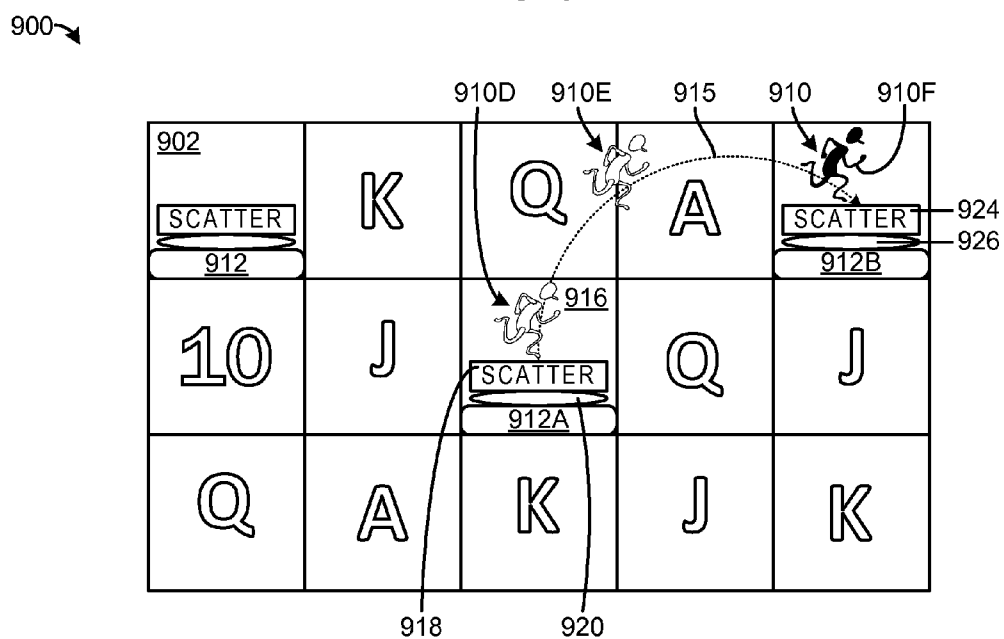 900
910D 910E 915 910 910F
902 K Q A
SCATTER SCATTER 924
912 912B 926
916
10 J SCATTER Q J
912A
Q A K J K
918 920